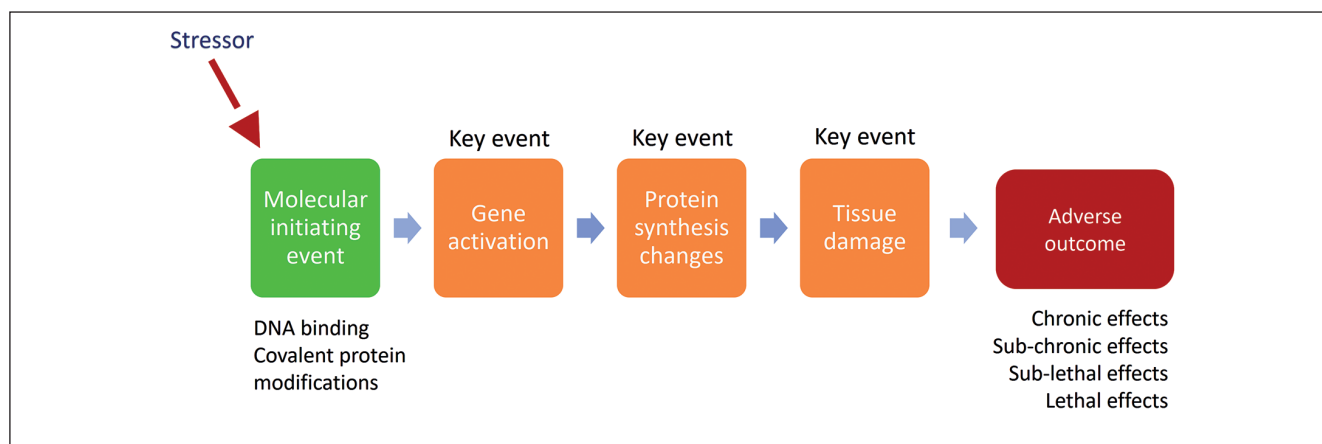 Stressor
Key event
Key event
Key event
Molecular
initiating
event
Gene
activation
Protein
synthesis
changes
Tissue
damage
Adverse
outcome
DNA binding
Covalent protein
modifications
Chronic effects
Sub-chronic effects
Sub-lethal effects
Lethal effects